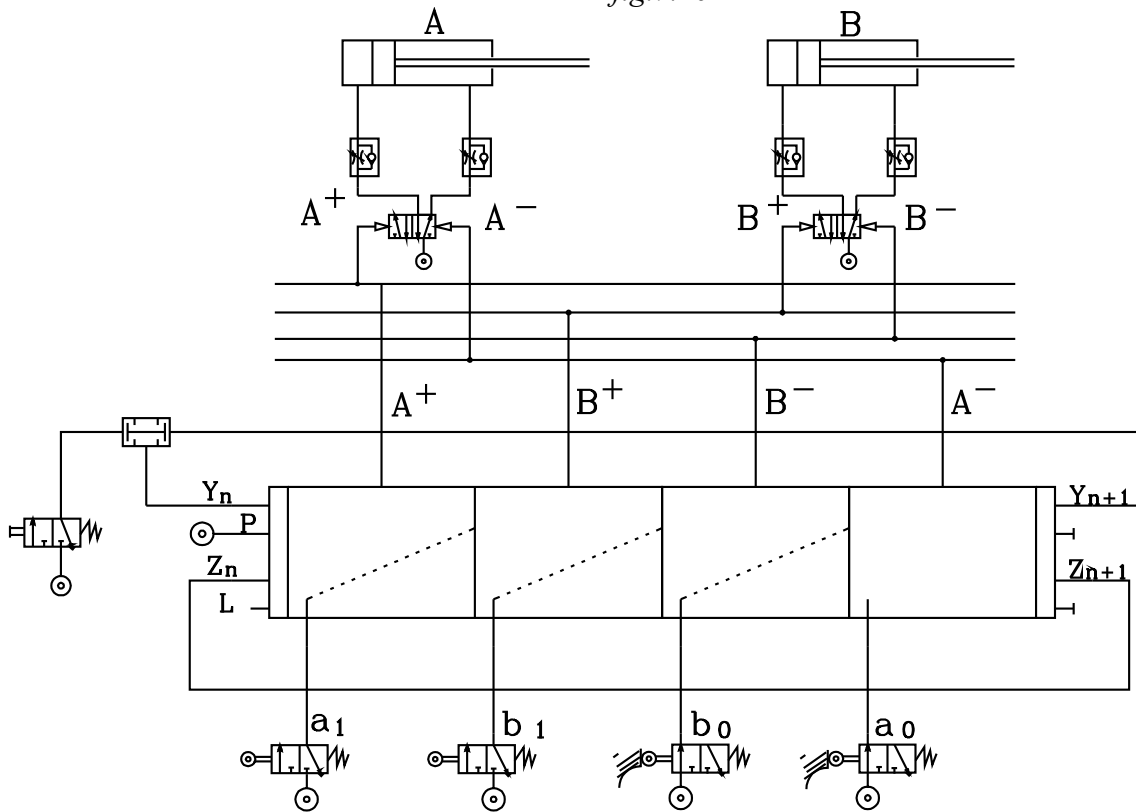 A B
A+ A− B+ B−
A+ B+ B− A−
Yn Yn+1
P
Zn Zn+1
L
a1 b1 b0 a0